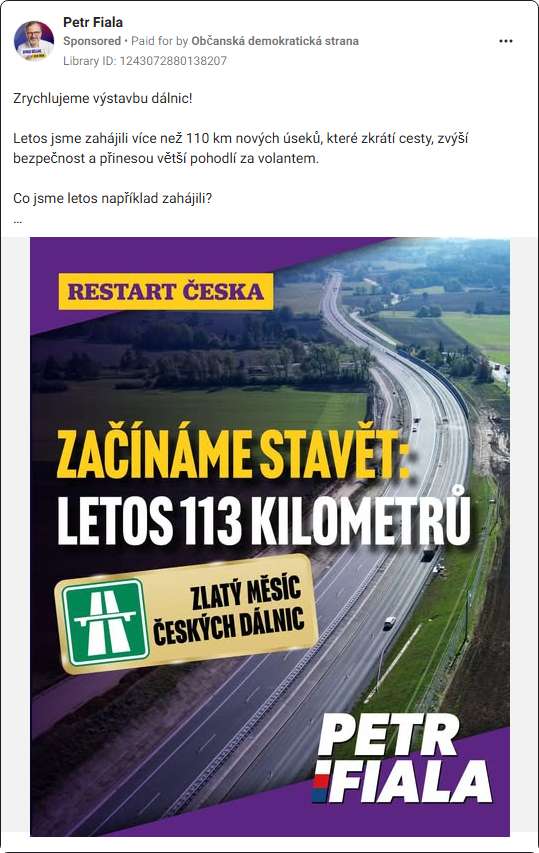 Petr Fiala
Sponsored • Paid for by Občanská demokratická strana
Library ID: 1243072880138207
Zrychlujeme výstavbu dálnic!
Letos jsme zahájili více než 110 km nových úseků, které zkrátí cesty, zvýší
bezpečnost a přinesou větší pohodlí za volantem.
Co jsme letos například zahájili?
...
RESTART ČESKA
ZAČÍNÁME STAVĚT:
LETOS 113 KILOMETRŮ
ZLATÝ MĚSÍC
ČESKÝCH DÁLNIC
PETR
FIALA